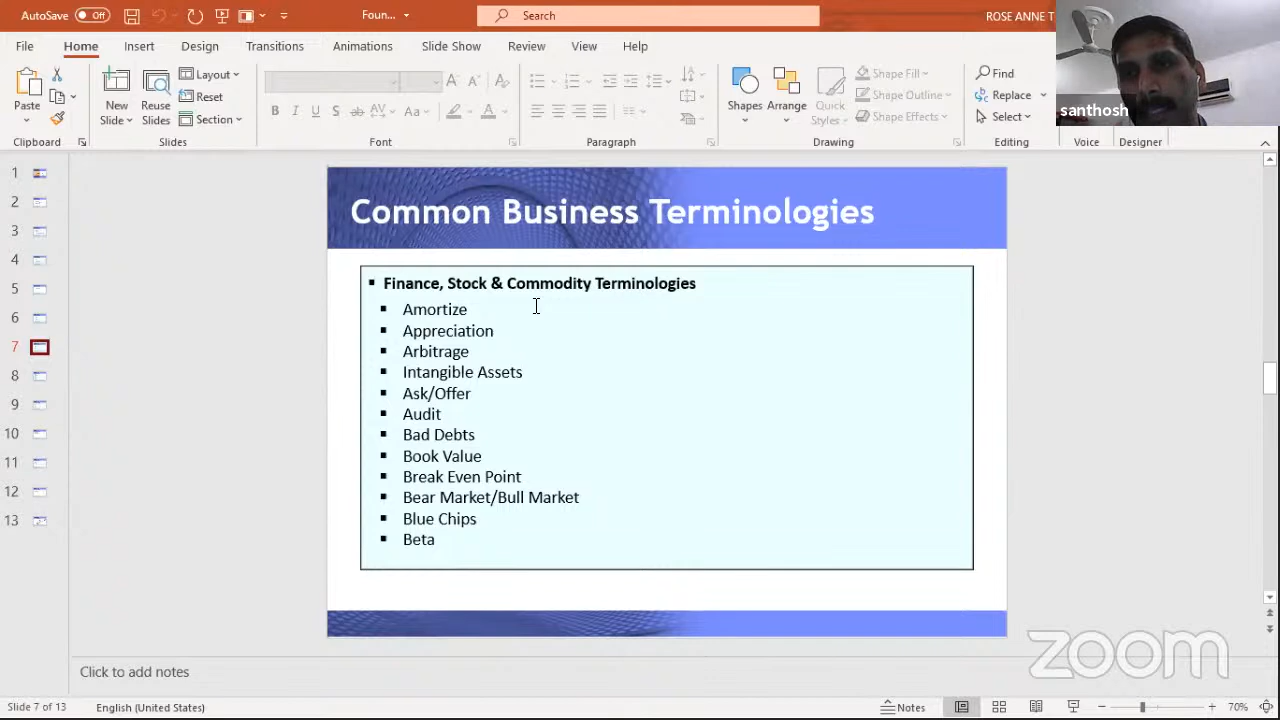 AutoSave Off Foun... Search ROSE ANNE T
File Home Insert Design Transitions Animations Slide Show Review View Help
Paste New Slide Reuse Slides Layout Reset Section
B I U S ab AV Aa A A A A
Shapes Arrange Quick Styles Shape Fill Shape Outline Shape Effects
Find Replace Select
santhosh
Clipboard Slides Font Paragraph Drawing Editing Voice Designer
1
2
3
4
5
6
7
8
9
10
11
12
13
Common Business Terminologies
Finance, Stock & Commodity Terminologies
Amortize
Appreciation
Arbitrage
Intangible Assets
Ask/Offer
Audit
Bad Debts
Book Value
Break Even Point
Bear Market/Bull Market
Blue Chips
Beta
zoom
Click to add notes
Slide 7 of 13 English (United States) Notes 70%